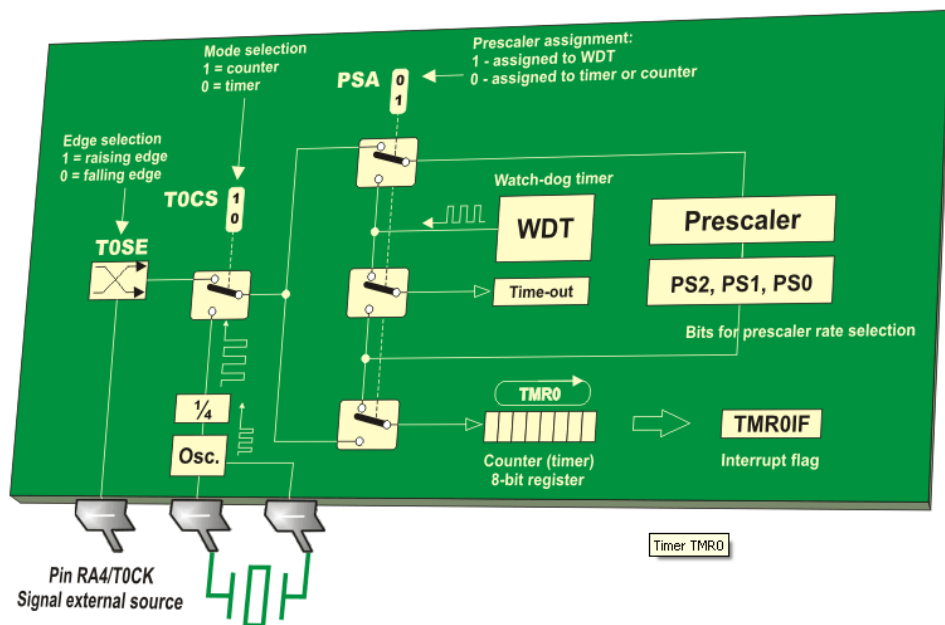 Mode selection
1 = counter
0 = timer
Prescaler assignment:
1 - assigned to WDT
0 - assigned to timer or counter
PSA
0
1
Edge selection
1 = raising edge
0 = falling edge
T0CS
1
0
T0SE
Watch-dog timer
WDT
Prescaler
Time-out
PS2, PS1, PS0
Bits for prescaler rate selection
1/4
Osc.
TMR0
TMR0IF
Counter (timer)
8-bit register
Interrupt flag
Timer TMR0
Pin RA4/T0CK
Signal external source